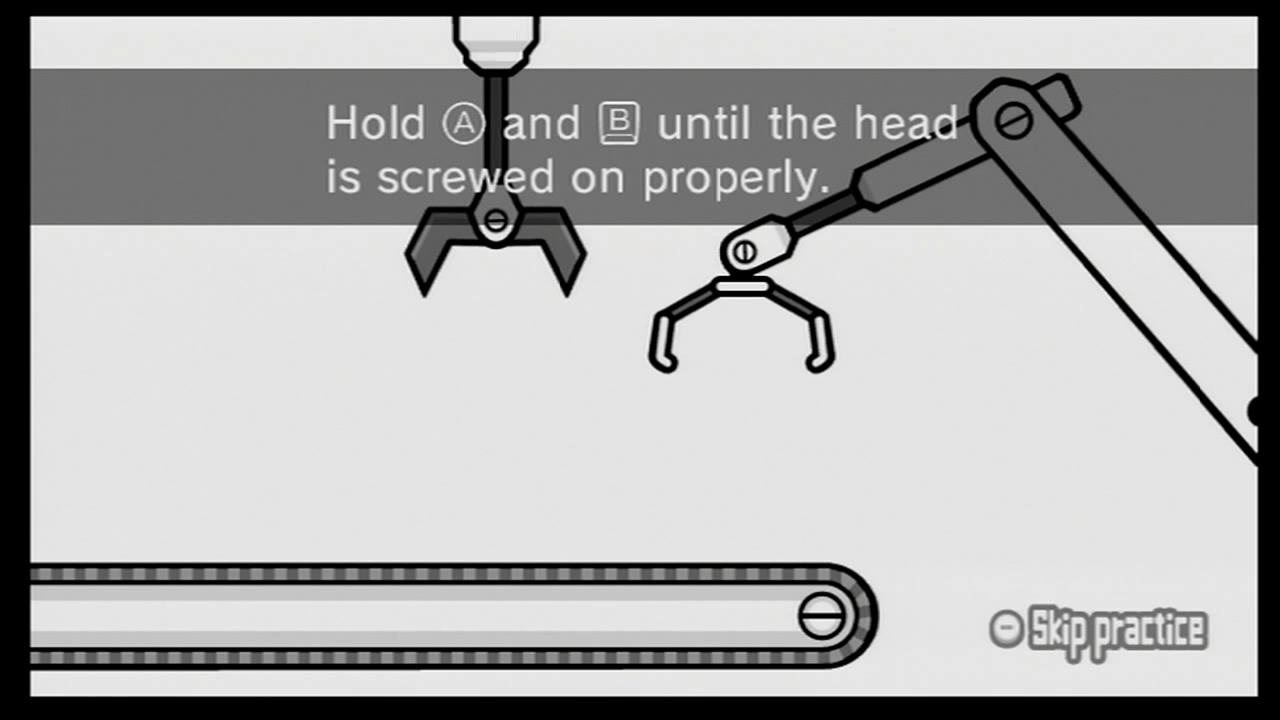 Hold A and B until the head
is screwed on properly.
- Skip practice